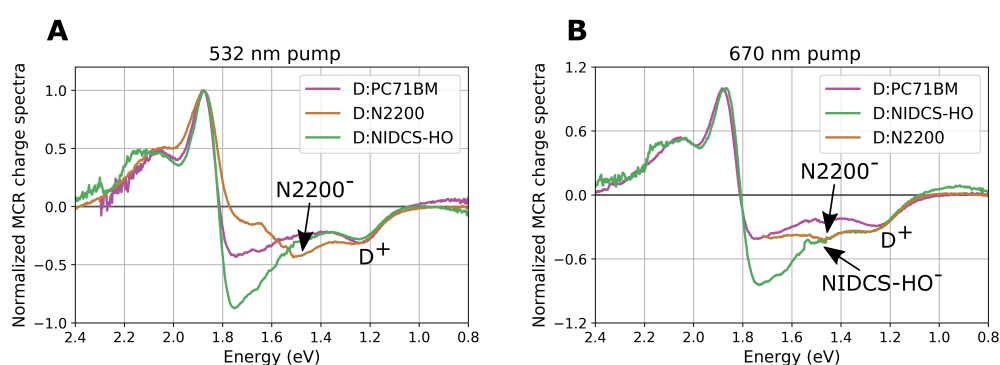 A
532 nm pump
Normalized MCR charge spectra
1.0
0.5
0.0
−0.5
−1.0
D:PC71BM
D:N2200
D:NIDCS-HO
N2200⁻
D⁺
2.4 2.2 2.0 1.8 1.6 1.4 1.2 1.0 0.8
Energy (eV)
B
670 nm pump
Normalized MCR charge spectra
1.2
0.6
0.0
−0.6
−1.2
D:PC71BM
D:NIDCS-HO
D:N2200
N2200⁻
D⁺
NIDCS-HO⁻
2.4 2.2 2.0 1.8 1.6 1.4 1.2 1.0 0.8
Energy (eV)